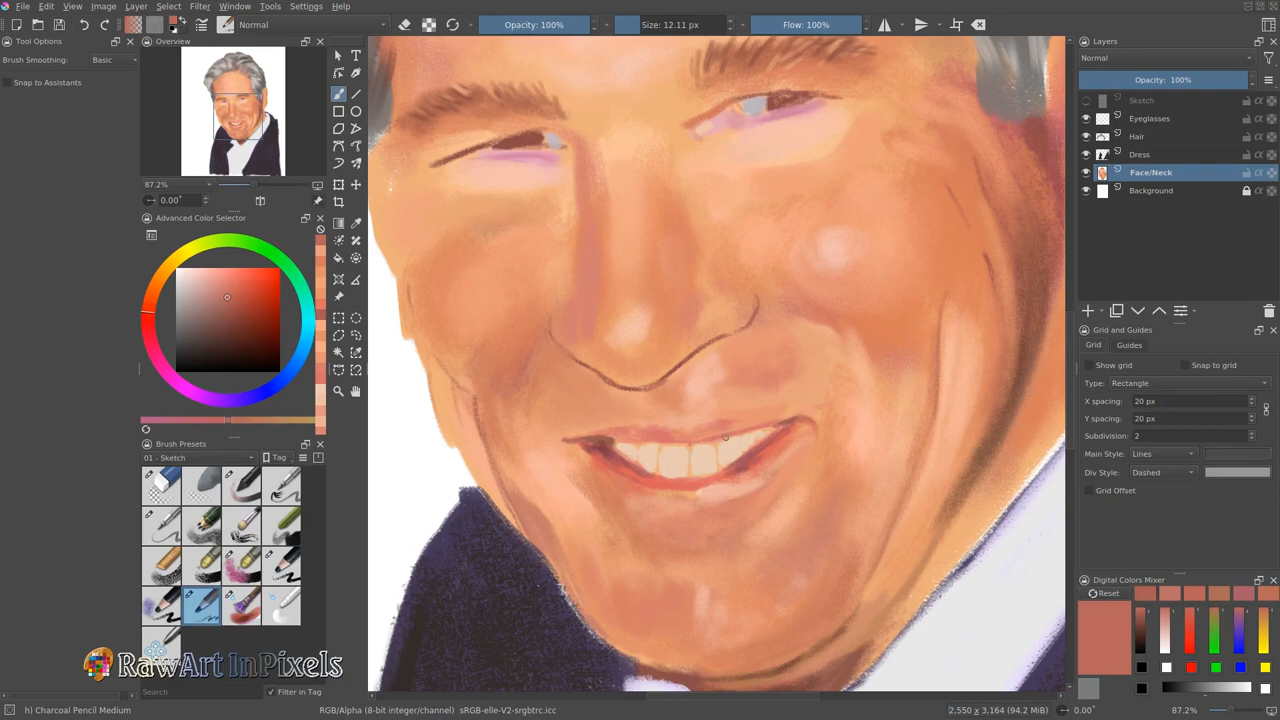 File Edit View Image Layer Select Filter Window Tools Settings Help
Normal
Opacity: 100%
Size: 12.11 px
Flow: 100%
Tool Options
Brush Smoothing: Basic
Snap to Assistants
Overview
87.2%
0.00°
Advanced Color Selector
Brush Presets
01 - Sketch
Tag
RawArt InPixels
Search
Filter in Tag
Layers
Normal
Opacity: 100%
Sketch
Eyeglasses
Hair
Dress
Face/Neck
Background
Grid and Guides
Grid Guides
Show grid Snap to grid
Type: Rectangle
X spacing: 20 px
Y spacing: 20 px
Subdivision: 2
Main Style: Lines
Div Style: Dashed
Grid Offset
Digital Colors Mixer
Reset
h) Charcoal Pencil Medium
RGB/Alpha (8-bit integer/channel) sRGB-elle-V2-srgbtrc.icc
2,550 x 3,164 (94.2 MiB)
0.00°
87.2%